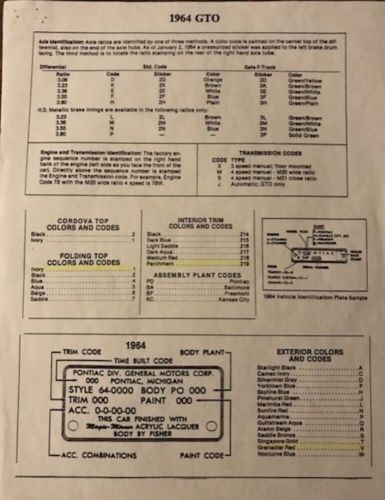 1964 GTO
Axle Identification: Axle ratios are identified by one of three methods. A color code is painted on the center top of the dif-
ferential, also on the end of the axle hubs. As of January 2, 1964 a pressurized sticker was applied to the left brake drum
facing. The third method is to locate the ratio stamping on the rear of the right hand axle tube.
Differential Std. Code Safe-T-Track
Ratio Code Sticker Color Sticker Color
3.08 D 2D Orange 3D Green/Yellow
3.23 K 2K Brown 3K Green/Brown
3.36 E 2E White 3E Green/White
3.55 F 2F Blue 3F Green/Blue
3.90 H 2H Plain 3H Green/Plain
H.D. Metallic brake linings are available in the following ratios only:
3.23 L 2L Brown 3L Green/Brown
3.36 M 2M White 3M Green/White
3.55 N 2N Blue 3N Green/Blue
3.90 P — — 3P Solid Green
Engine and Transmission Identification: The factory en-
gine sequence number is stamped on the right hand
bank of the engine (left side as you face the front of the
car). Directly above the sequence number is stamped
the Engine and Transmission code. For example, Engine
Code 78 with the M20 wide ratio 4 speed is 78W.
TRANSMISSION CODES
CODE TYPE
X 3 speed manual; floor mounted
W 4 speed manual - M20 wide ratio
S 4 speed manual - M21 close ratio
J Automatic; GTO only
CORDOVA TOP
COLORS AND CODES
Black 2
Ivory 1
FOLDING TOP
COLORS AND CODES
Ivory 1
Black 2
Blue 4
Aqua 5
Beige 6
Saddle 7
INTERIOR TRIM
COLORS AND CODES
Black 214
Dark Blue 215
Light Saddle 216
Dark Aqua 217
Medium Red 218
Parchment 219
ASSEMBLY PLANT CODES
PO Pontiac
BA Baltimore
BF Freemont
KC Kansas City
1964 Vehicle Identification Plate Sample
1964
TRIM CODE BODY PLANT
TIME BUILT CODE
PONTIAC DIV. GENERAL MOTORS CORP.
000 PONTIAC, MICHIGAN
STYLE 64-0000 BODY PO 000
TRIM 000 PAINT 000
ACC. 0-0-00-00
THIS CAR FINISHED WITH
Magic-Mirror ACRYLIC LACQUER
BODY BY FISHER
ACC. COMBINATIONS PAINT CODE
EXTERIOR COLORS
AND CODES
Starlight Black A
Cameo Ivory C
Silvermist Gray D
Yorktown Blue F
Skyline Blue H
Pinehurst Green J
Marimba Red L
Sunfire Red N
Aquamarine P
Gulfstream Aqua Q
Alamo Beige R
Saddle Bronze S
Singapore Gold T
Grenadier Red V
Nocturne Blue W